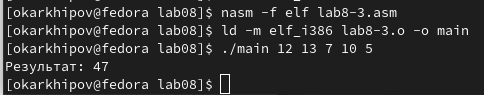 [okarkhipov@fedora lab08]$ nasm -f elf lab8-3.asm
[okarkhipov@fedora lab08]$ ld -m elf_i386 lab8-3.o -o main
[okarkhipov@fedora lab08]$ ./main 12 13 7 10 5
Результат: 47
[okarkhipov@fedora lab08]$